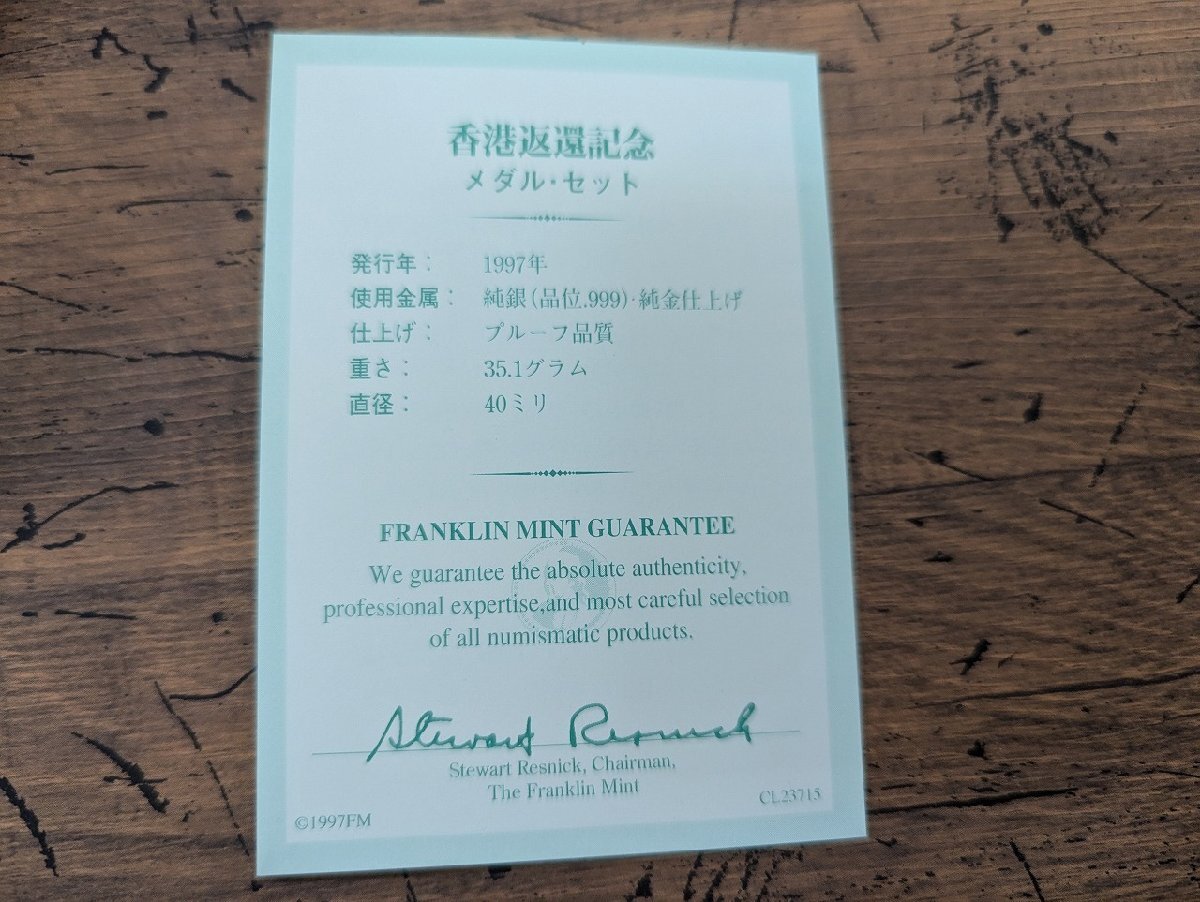 香港返還記念
メダル・セット
発行年： 1997年
使用金属： 純銀(品位.999)・純金仕上げ
仕上げ： プルーフ品質
重さ： 35.1グラム
直径： 40ミリ
FRANKLIN MINT GUARANTEE
We guarantee the absolute authenticity,
professional expertise,and most careful selection
of all numismatic products.
Stewart Resnick
Stewart Resnick, Chairman,
The Franklin Mint
©1997FM
CL23715